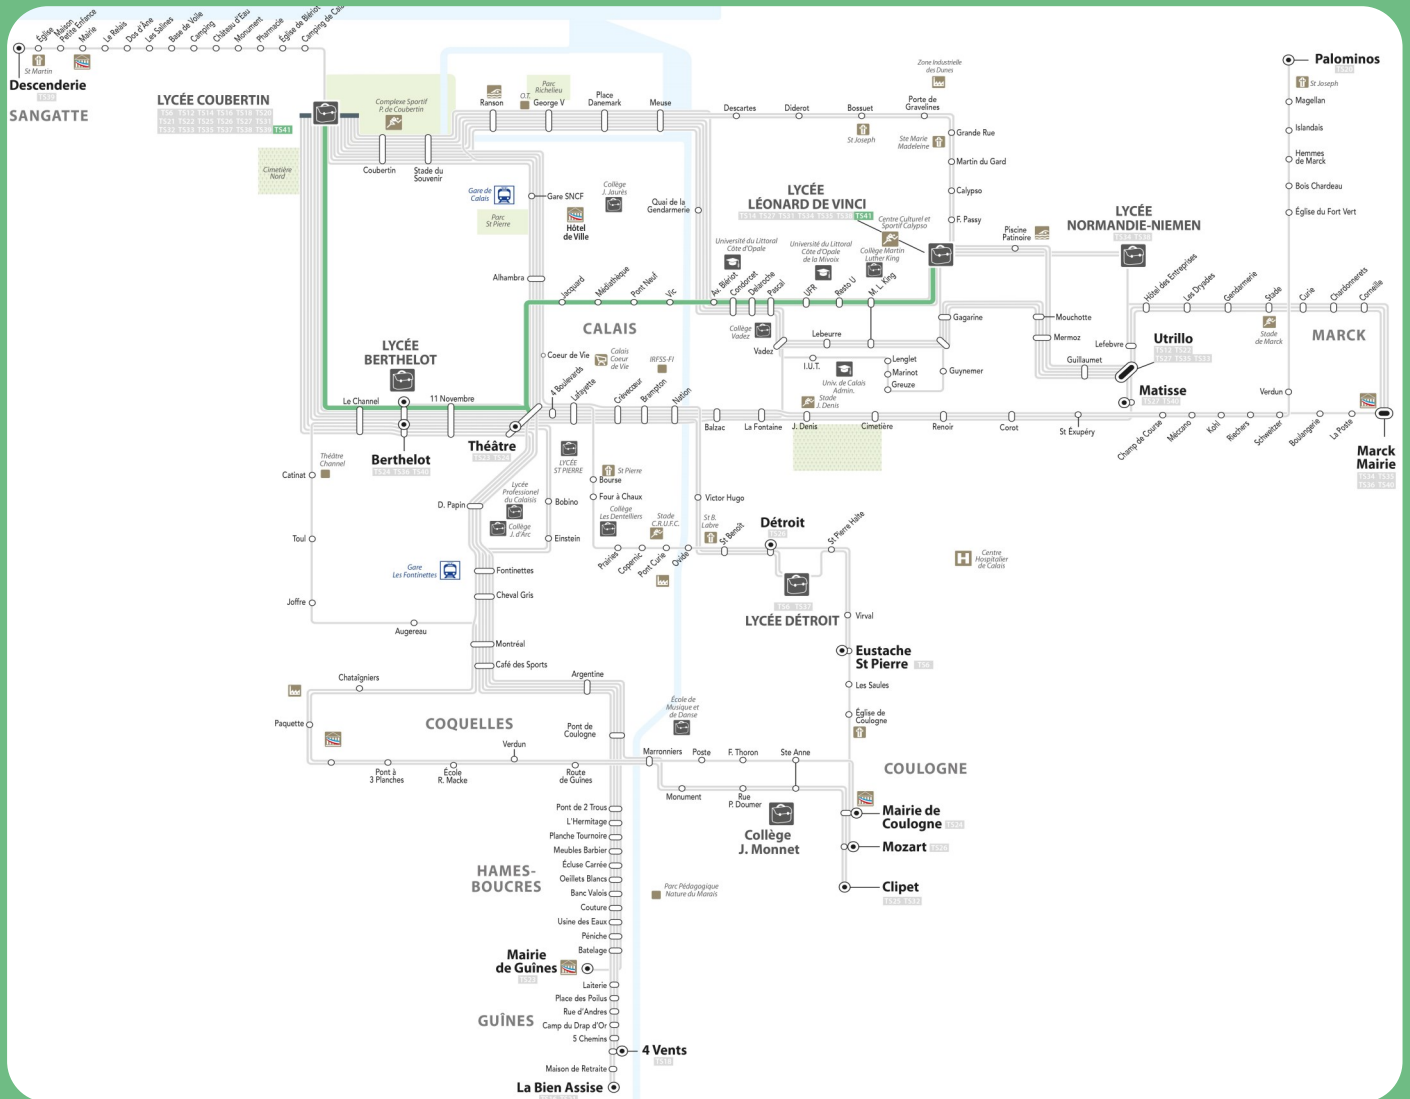 Église
Maison
Petite Enfance
Mairie
Le Relais
Dos d'Âne
Les Salines
Base de Voile
Camping
Château d'Eau
Monument
Pharmacie
Église de Blériot
Camping de
St Martin
Descenderie
SANGATTE
LYCÉE COUBERTIN
TS41
Complexe Sportif
P. de Coubertin
Cimetière
Nord
Coubertin
Stade du
Souvenir
Ranson
O.T.
Parc
Richelieu
George V
Place
Danemark
Meuse
Descartes
Diderot
Bossuet
St Joseph
Zone Industrielle
des Dunes
Porte de
Gravelines
Ste Marie
Madeleine
Grande Rue
Martin du Gard
Calypso
F. Passy
Palominos
St Joseph
Magellan
Islandais
Hemmes
de Marck
Bois Chardeau
Église du Fort Vert
Gare de
Calais
Gare SNCF
Parc
St Pierre
Hôtel
de Ville
Collège
J. Jaurès
Quai de la
Gendarmerie
LYCÉE
LÉONARD DE VINCI
TS14 TS27 TS31 TS34 TS35 TS38 TS41
Centre Culturel et
Sportif Calypso
Collège Martin
Luther King
Université du Littoral
Côte d'Opale
Université du Littoral
Côte d'Opale
de la Mivoix
Piscine
Patinoire
LYCÉE
NORMANDIE-NIEMEN
Alhambra
Jacquard
Médiathèque
Pont Neuf
Vic
Av. Blériot
Condorcet
Delaroche
Pascal
UFR
Resto U
M. L. King
Hôtel des Entreprises
Les Dryades
Gendarmerie
Stade
Curie
Chardonnerets
Corneille
Stade
de Marck
MARCK
CALAIS
Collège
Vadez
Vadez
Lebeurre
Gagarine
Mouchotte
Mermoz
Lefebvre
Guillaumet
Utrillo
Matisse
LYCÉE
BERTHELOT
Coeur de Vie
Calais
Coeur
de Vie
IRFSS-FI
I.U.T.
Univ. de Calais
Admin.
Lenglet
Marinot
Greuze
Guynemer
Le Channel
11 Novembre
4 Boulevards
Lafayette
Crèvecœur
Brampton
Nation
Balzac
La Fontaine
Stade
J. Denis
J. Denis
Cimetière
Renoir
Corot
St Exupéry
Champ de Course
Méccano
Kohl
Riechers
Schweitzer
Verdun
Boulangerie
La Poste
Marck
Mairie
Théâtre
Berthelot
Théâtre
Channel
Catinat
LYCÉE
ST PIERRE
St Pierre
Bourse
Four à Chaux
Lycée
Professionel
du Calaisis
Collège
J. d'Arc
Collège
Les Dentelliers
Stade
C.R.U.F.C.
D. Papin
Bobino
Einstein
Victor Hugo
St B.
Labre
Toul
Joffre
Augereau
Gare
Les Fontinettes
Fontinettes
Cheval Gris
Montréal
Café des Sports
Prairies
Copernic
Pont Curie
Ovide
St Benoît
Détroit
St Pierre Halte
LYCÉE DÉTROIT
Centre
Hospitalier
de Calais
Virval
Eustache
St Pierre
Les Saules
Église de
Coulogne
Chataîgniers
Paquette
COQUELLES
Argentine
Pont de
Coulogne
École de
Musique et
de Danse
Pont à
3 Planches
École
R. Macke
Verdun
Route
de Guînes
Marronniers
Poste
F. Thoron
Ste Anne
COULOGNE
Monument
Rue
P. Doumer
Collège
J. Monnet
Mairie de
Coulogne
Mozart
Clipet
Pont de 2 Trous
L'Hermitage
Planche Tournoire
Meubles Barbier
Écluse Carrée
Oeillets Blancs
Banc Valois
Couture
Usine des Eaux
Péniche
Batelage
HAMES-
BOUCRES
Parc Pédagogique
Nature du Marais
Mairie
de Guînes
Laiterie
Place des Poilus
Rue d'Andres
Camp du Drap d'Or
5 Chemins
GUÎNES
4 Vents
Maison de Retraite
La Bien Assise